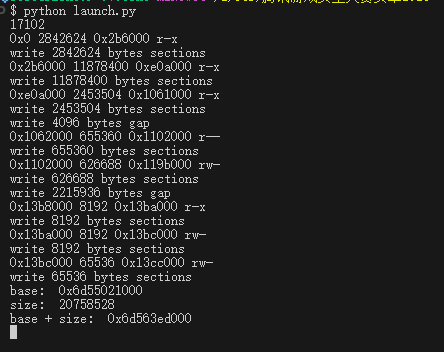 $ python launch.py
17102
0x0 2842624 0x2b6000 r-x
write 2842624 bytes sections
0x2b6000 11878400 0xe0a000 r-x
write 11878400 bytes sections
0xe0a000 2453504 0x1061000 r-x
write 2453504 bytes sections
write 4096 bytes gap
0x1062000 655360 0x1102000 r--
write 655360 bytes sections
0x1102000 626688 0x119b000 rw-
write 626688 bytes sections
write 2215936 bytes gap
0x13b8000 8192 0x13ba000 r-x
write 8192 bytes sections
0x13ba000 8192 0x13bc000 rw-
write 8192 bytes sections
0x13bc000 65536 0x13cc000 rw-
write 65536 bytes sections
base: 0x6d55021000
size: 20758528
base + size: 0x6d563ed000